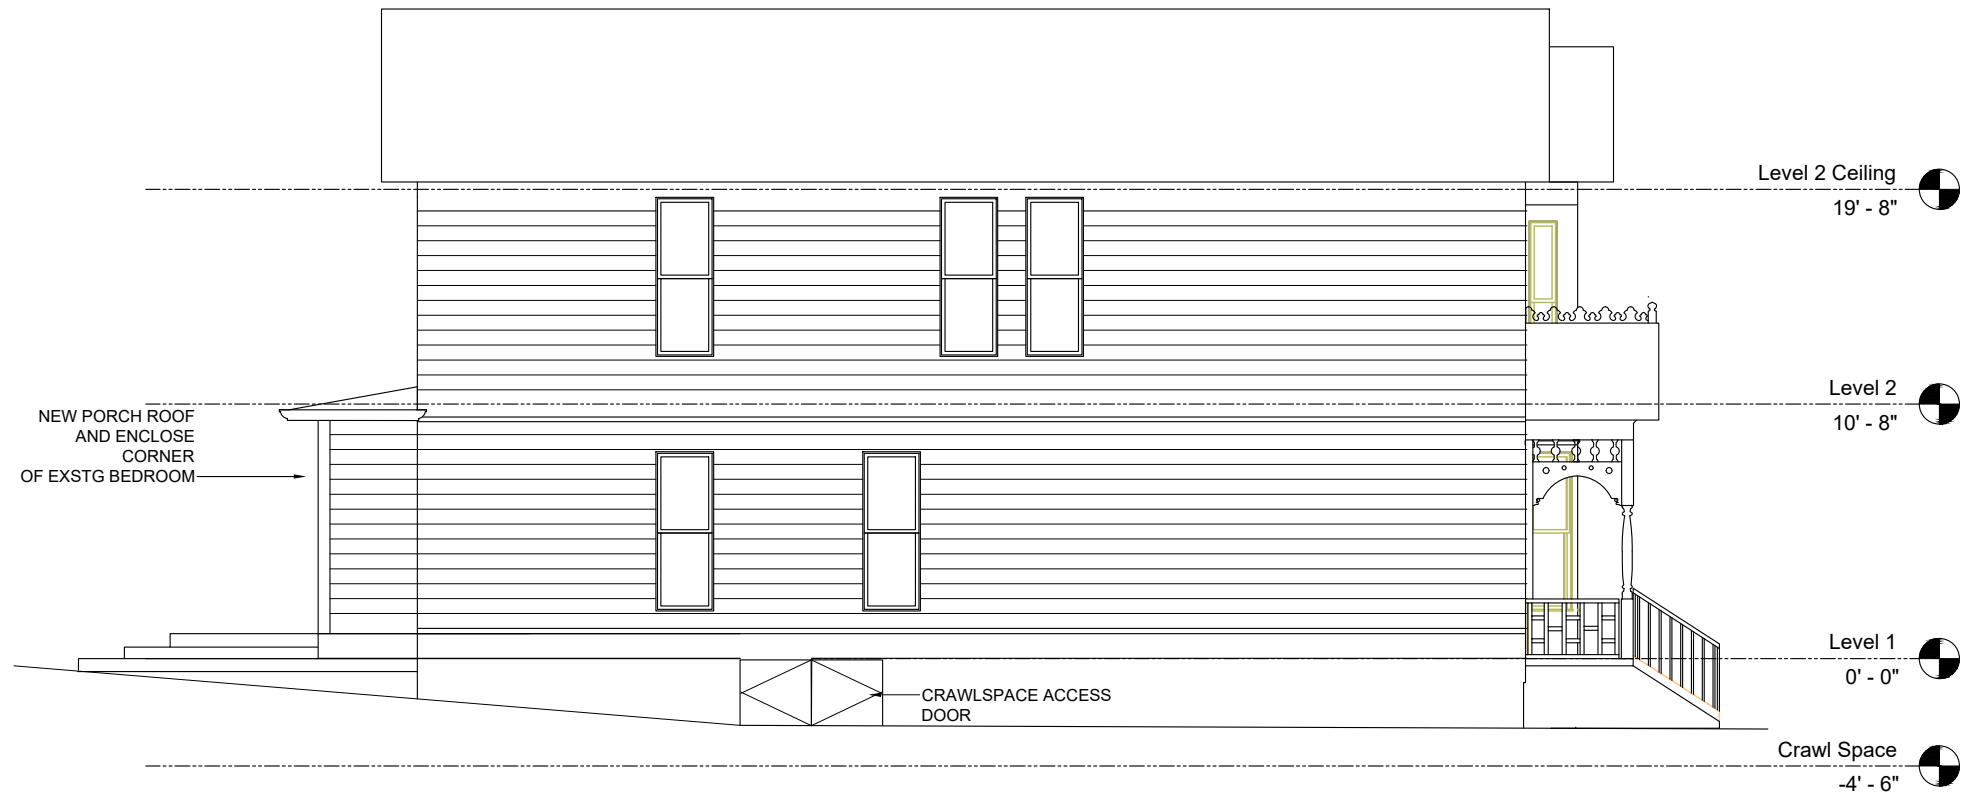 Level 2 Ceiling
19' - 8"
Level 2
10' - 8"
NEW PORCH ROOF
AND ENCLOSE
CORNER
OF EXSTG BEDROOM
Level 1
0' - 0"
CRAWLSPACE ACCESS
DOOR
Crawl Space
-4' - 6"